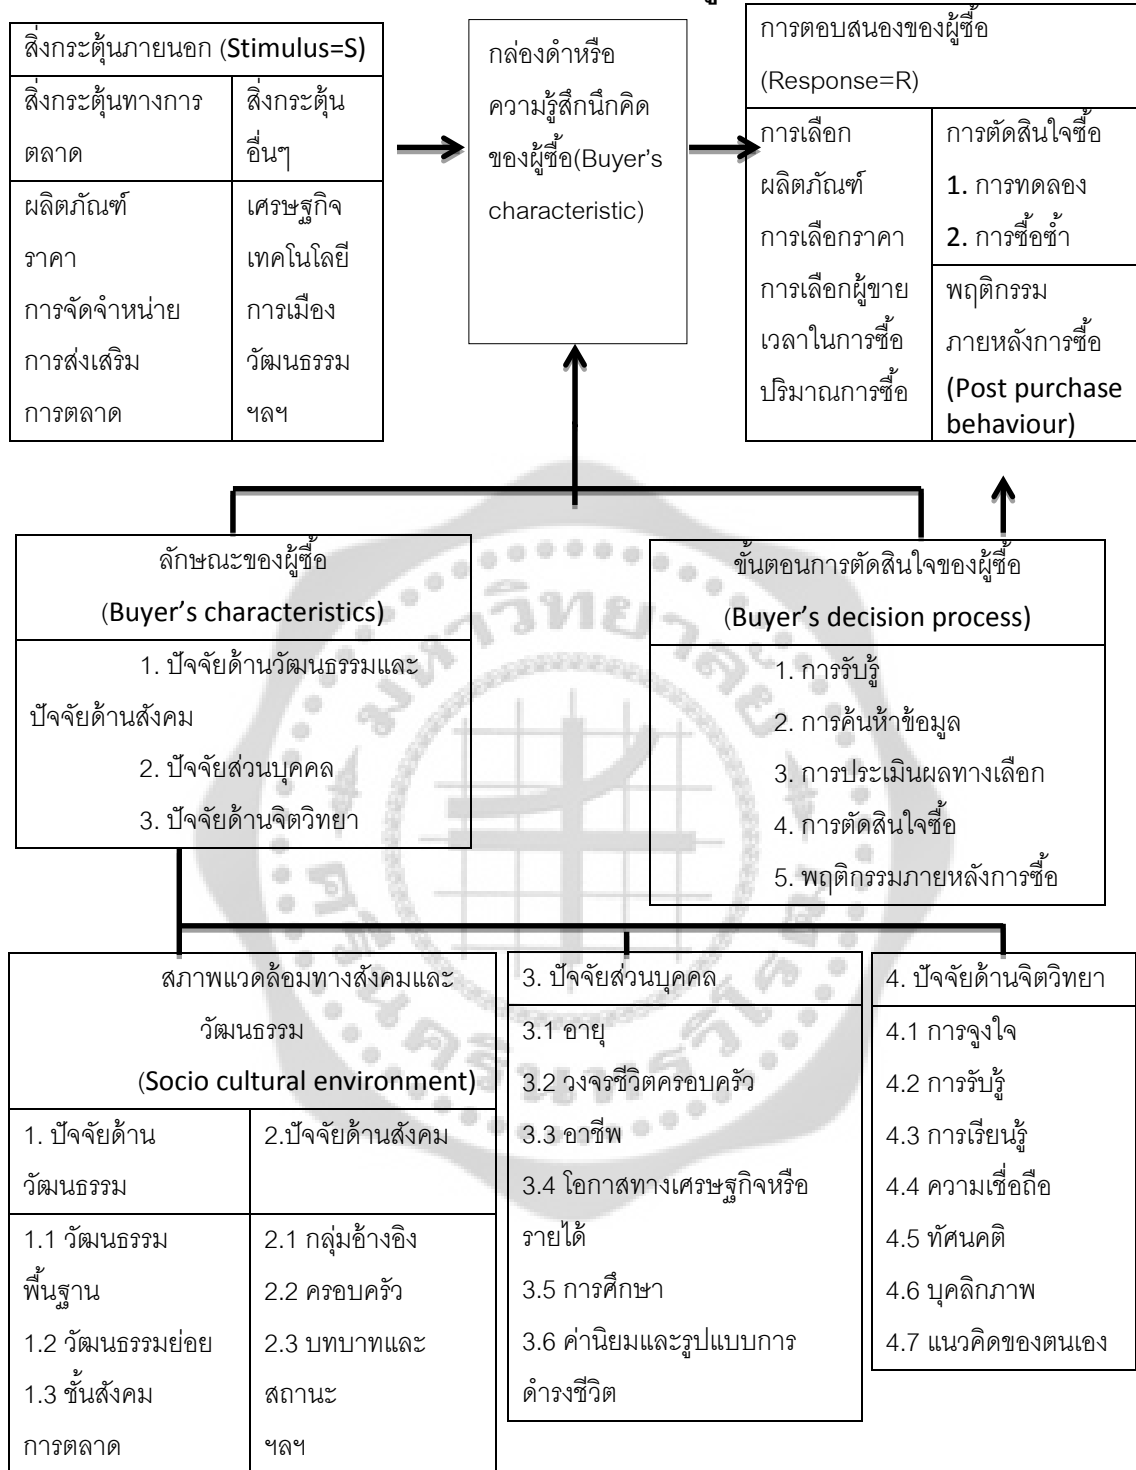 สิ่งกระตุ้นภายนอก (Stimulus=S)
สิ่งกระตุ้นทางการ
ตลาด
สิ่งกระตุ้น
อื่นๆ
ผลิตภัณฑ์
ราคา
การจัดจำหน่าย
การส่งเสริม
การตลาด
เศรษฐกิจ
เทคโนโลยี
การเมือง
วัฒนธรรม
ฯลฯ
กล่องดำหรือ
ความรู้สึกนึกคิด
ของผู้ซื้อ(Buyer's
characteristic)
การตอบสนองของผู้ซื้อ
(Response=R)
การเลือก
ผลิตภัณฑ์
การเลือกราคา
การเลือกผู้ขาย
เวลาในการซื้อ
ปริมาณการซื้อ
การตัดสินใจซื้อ
1. การทดลอง
2. การซื้อซ้ำ
พฤติกรรม
ภายหลังการซื้อ
(Post purchase
behaviour)
ลักษณะของผู้ซื้อ
(Buyer's characteristics)
1. ปัจจัยด้านวัฒนธรรมและ
ปัจจัยด้านสังคม
2. ปัจจัยส่วนบุคคล
3. ปัจจัยด้านจิตวิทยา
ขั้นตอนการตัดสินใจของผู้ซื้อ
(Buyer's decision process)
1. การรับรู้
2. การค้นห้าข้อมูล
3. การประเมินผลทางเลือก
4. การตัดสินใจซื้อ
5. พฤติกรรมภายหลังการซื้อ
สภาพแวดล้อมทางสังคมและ
วัฒนธรรม
(Socio cultural environment)
1. ปัจจัยด้าน
วัฒนธรรม
2.ปัจจัยด้านสังคม
1.1 วัฒนธรรม
พื้นฐาน
1.2 วัฒนธรรมย่อย
1.3 ชั้นสังคม
การตลาด
2.1 กลุ่มอ้างอิง
2.2 ครอบครัว
2.3 บทบาทและ
สถานะ
ฯลฯ
3. ปัจจัยส่วนบุคคล
3.1 อายุ
3.2 วงจรชีวิตครอบครัว
3.3 อาชีพ
3.4 โอกาสทางเศรษฐกิจหรือ
รายได้
3.5 การศึกษา
3.6 ค่านิยมและรูปแบบการ
ดำรงชีวิต
4. ปัจจัยด้านจิตวิทยา
4.1 การจูงใจ
4.2 การรับรู้
4.3 การเรียนรู้
4.4 ความเชื่อถือ
4.5 ทัศนคติ
4.6 บุคลิกภาพ
4.7 แนวคิดของตนเอง
มหาวิทยาลัย
ศรีนครินทรวิโรฒ